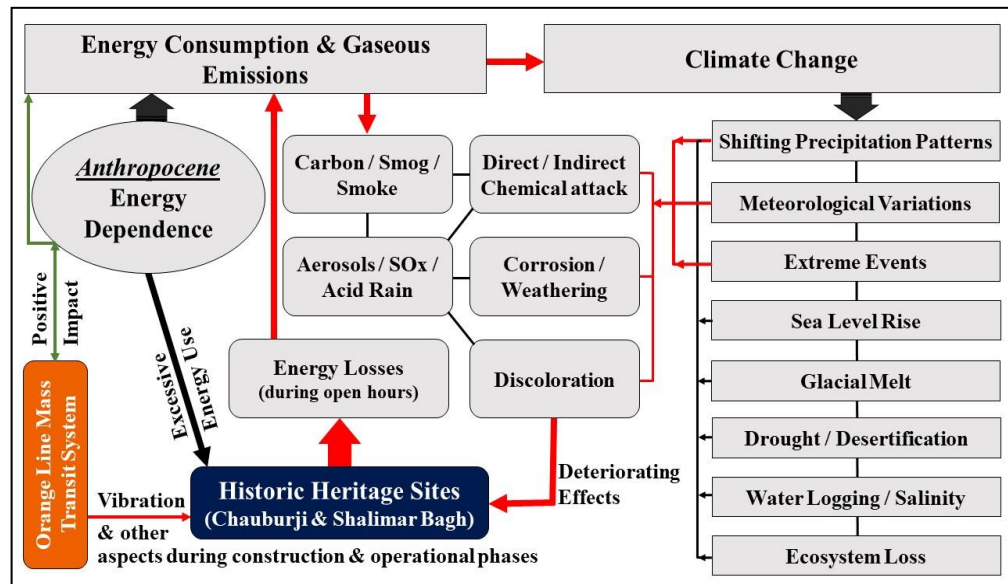 Energy Consumption & Gaseous
Emissions
Climate Change
Anthropocene
Energy
Dependence
Carbon / Smog /
Smoke
Direct / Indirect
Chemical attack
Aerosols / SOx /
Acid Rain
Corrosion /
Weathering
Energy Losses
(during open hours)
Discoloration
Shifting Precipitation Patterns
Meteorological Variations
Extreme Events
Sea Level Rise
Glacial Melt
Drought / Desertification
Water Logging / Salinity
Ecosystem Loss
Positive
Impact
Excessive
Energy Use
Orange Line Mass
Transit System
Vibration
& other
aspects during construction & operational phases
Historic Heritage Sites
(Chauburji & Shalimar Bagh)
Deteriorating
Effects